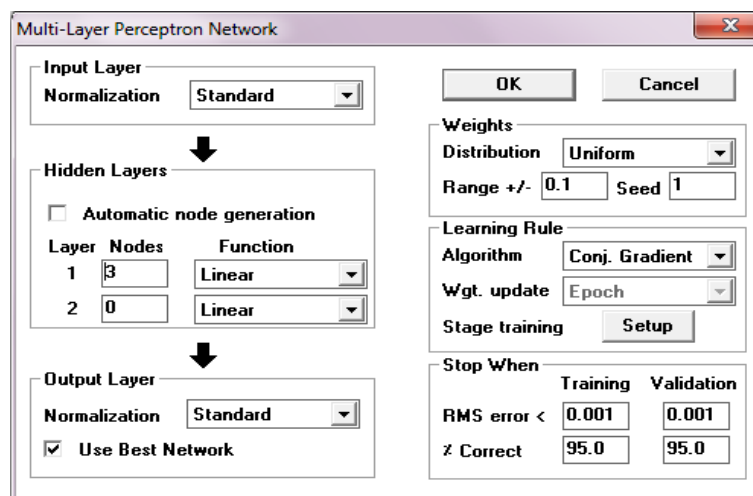 Multi-Layer Perceptron Network
Input Layer
Normalization Standard
Hidden Layers
Automatic node generation
Layer Nodes Function
1 3 Linear
2 0 Linear
Output Layer
Normalization Standard
Use Best Network
OK Cancel
Weights
Distribution Uniform
Range +/- 0.1 Seed 1
Learning Rule
Algorithm Conj. Gradient
Wgt. update Epoch
Stage training Setup
Stop When
Training Validation
RMS error < 0.001 0.001
% Correct 95.0 95.0